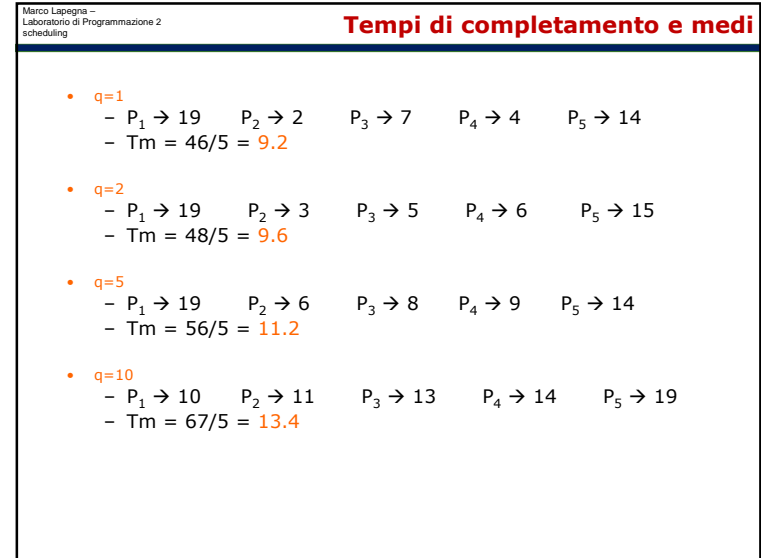 Marco Lapegna –
Laboratorio di Programmazione 2
scheduling
Tempi di completamento e medi
• q=1
– P1 → 19 P2 → 2 P3 → 7 P4 → 4 P5 → 14
– Tm = 46/5 = 9.2
• q=2
– P1 → 19 P2 → 3 P3 → 5 P4 → 6 P5 → 15
– Tm = 48/5 = 9.6
• q=5
– P1 → 19 P2 → 6 P3 → 8 P4 → 9 P5 → 14
– Tm = 56/5 = 11.2
• q=10
– P1 → 10 P2 → 11 P3 → 13 P4 → 14 P5 → 19
– Tm = 67/5 = 13.4